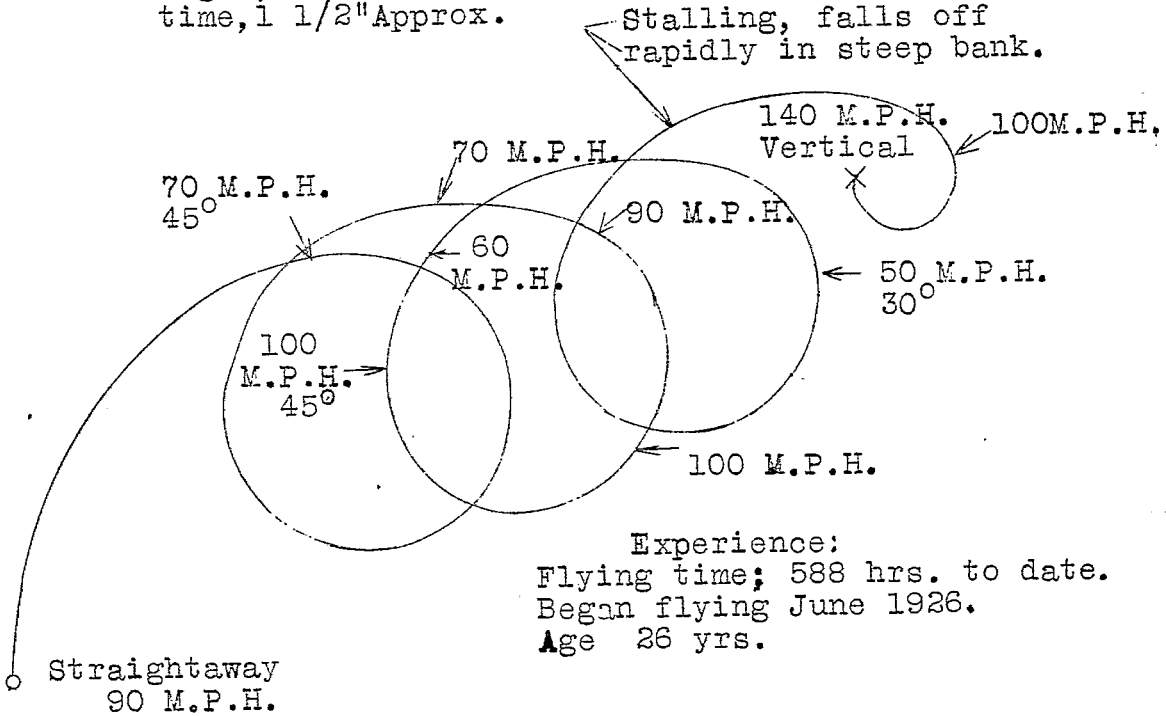 time,1 1/2"Approx.
Stalling, falls off
rapidly in steep bank.
140 M.P.H.
Vertical
100M.P.H.
70 M.P.H.
70 M.P.H.
45°
90 M.P.H.
60
M.P.H.
50 M.P.H.
30°
100
M.P.H.
45°
100 M.P.H.
Experience:
Flying time; 588 hrs. to date.
Began flying June 1926.
Age 26 yrs.
Straightaway
90 M.P.H.